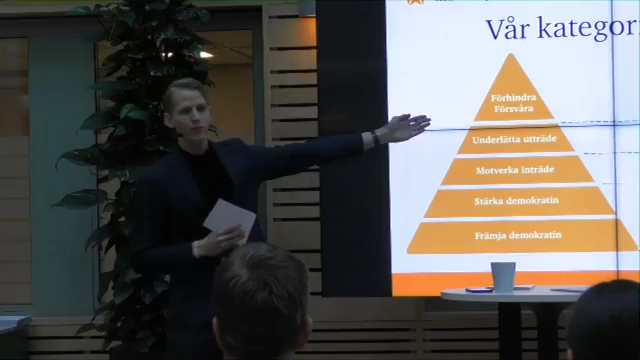 Vår kategor
Förhindra
Försvåra
Underlätta utträde
Motverka inträde
Stärka demokratin
Främja demokratin